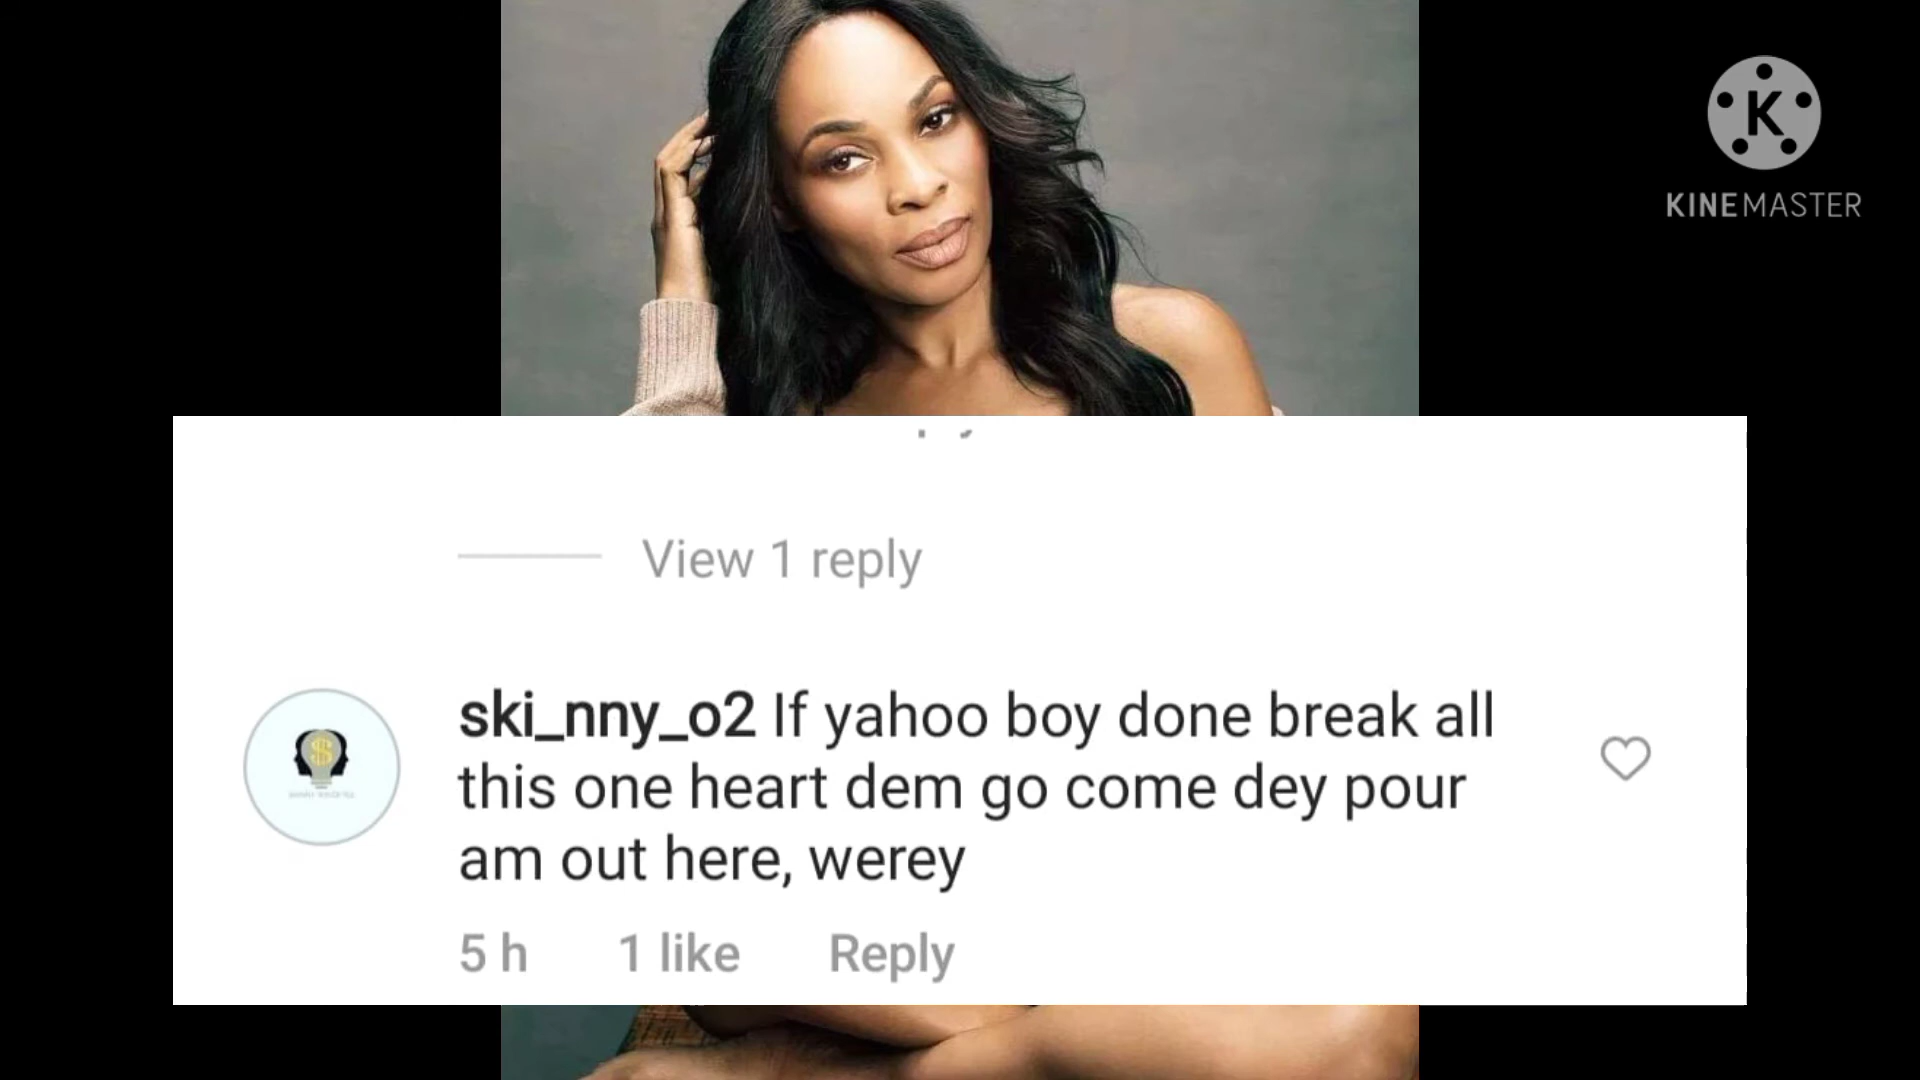 K
KINEMASTER
View 1 reply
ski_nny_o2 If yahoo boy done break all
this one heart dem go come dey pour
am out here, werey
5 h 1 like Reply